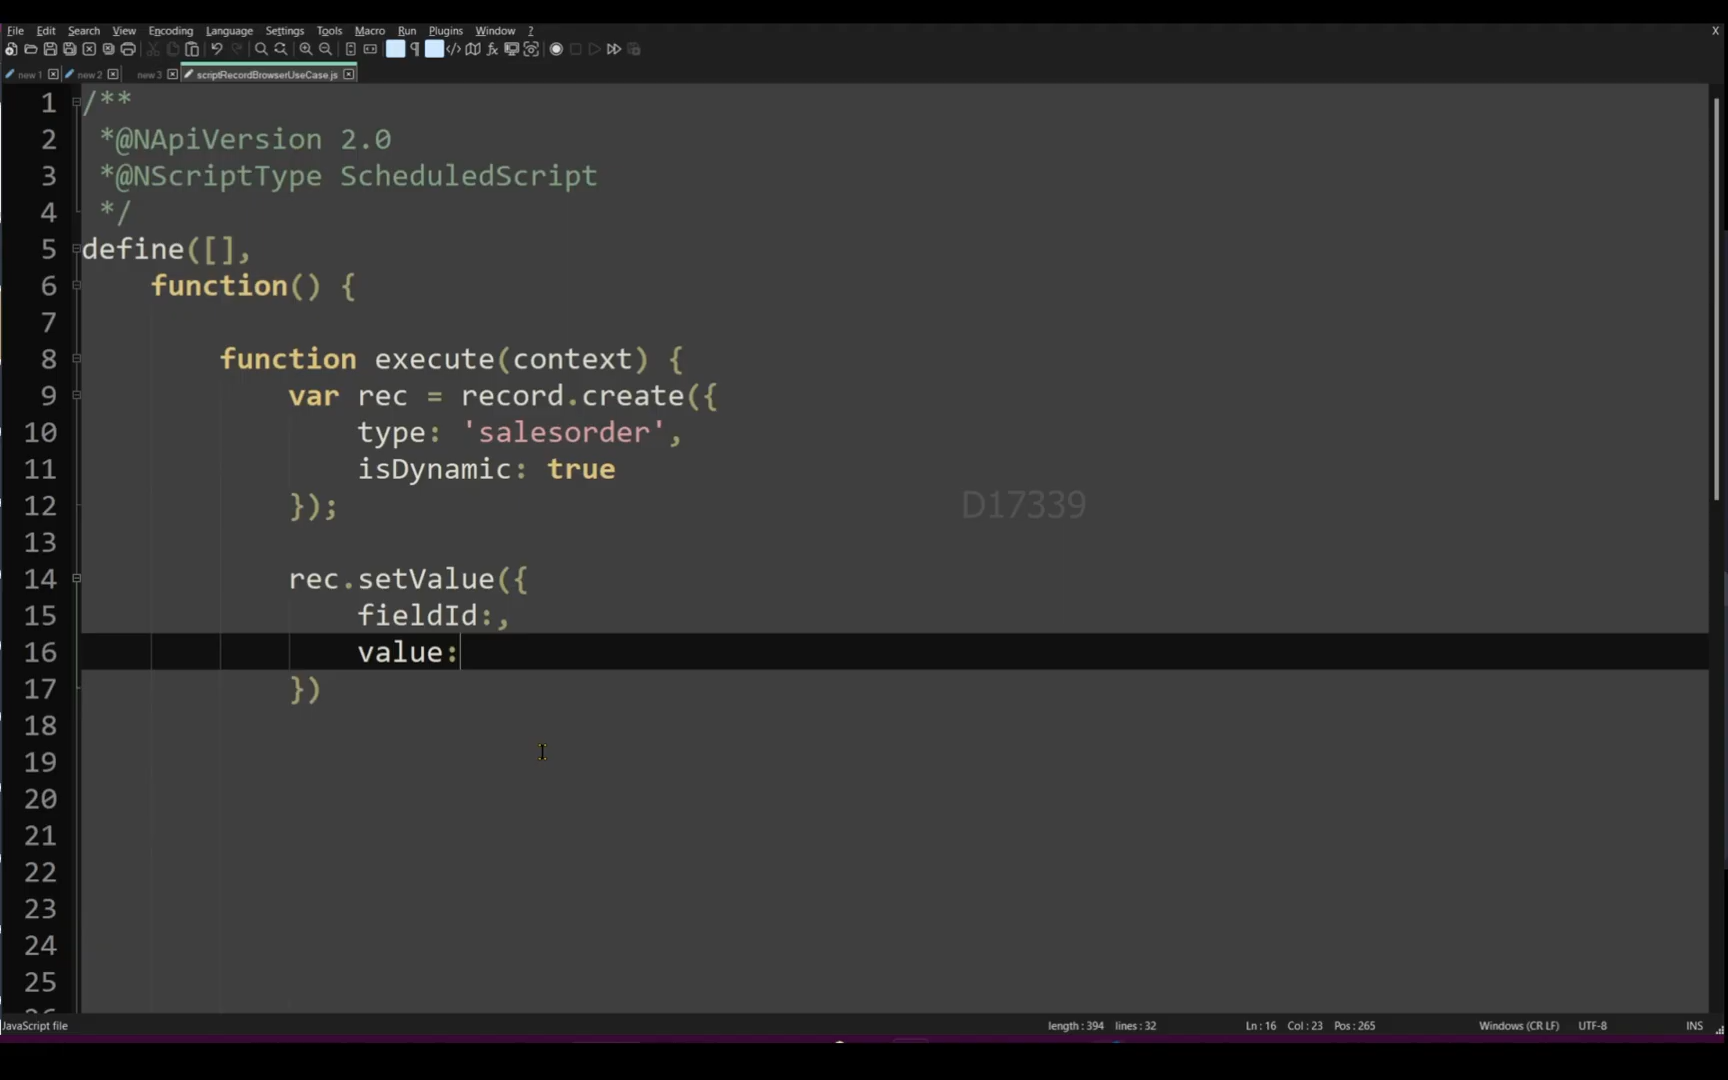 File Edit Search View Encoding Language Settings Tools Macro Run Plugins Window ?
X
new 1 new 2 new 3 scriptRecordBrowserUseCase.js
1 /**
2 *@NApiVersion 2.0
3 *@NScriptType ScheduledScript
4 */
5 define([],
6 function() {
7
8 function execute(context) {
9 var rec = record.create({
10 type: 'salesorder',
11 isDynamic: true
12 });
13
14 rec.setValue({
15 fieldId:,
16 value:
17 })
18
19
20
21
22
23
24
25
D17339
JavaScript file length : 394 lines : 32 Ln : 16 Col : 23 Pos : 265 Windows (CR LF) UTF-8 INS